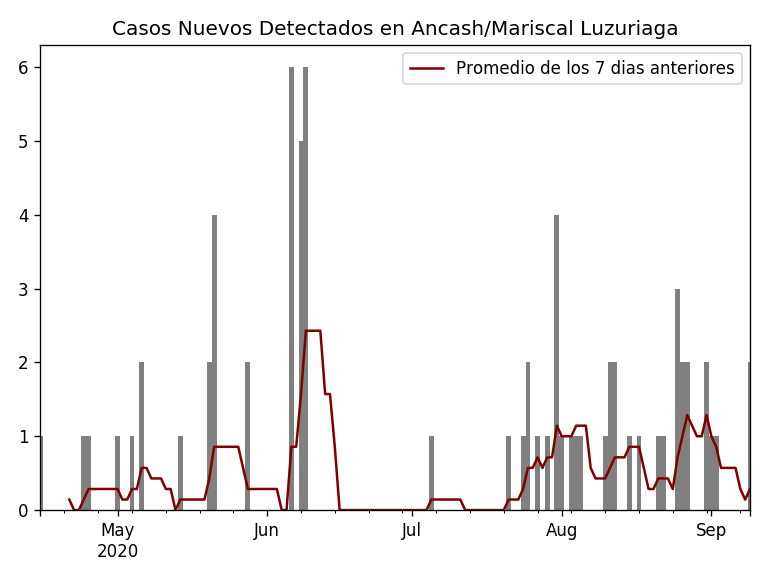 Casos Nuevos Detectados en Ancash/Mariscal Luzuriaga
Promedio de los 7 dias anteriores
6
5
4
3
2
1
0
May Jun Jul Aug Sep
2020